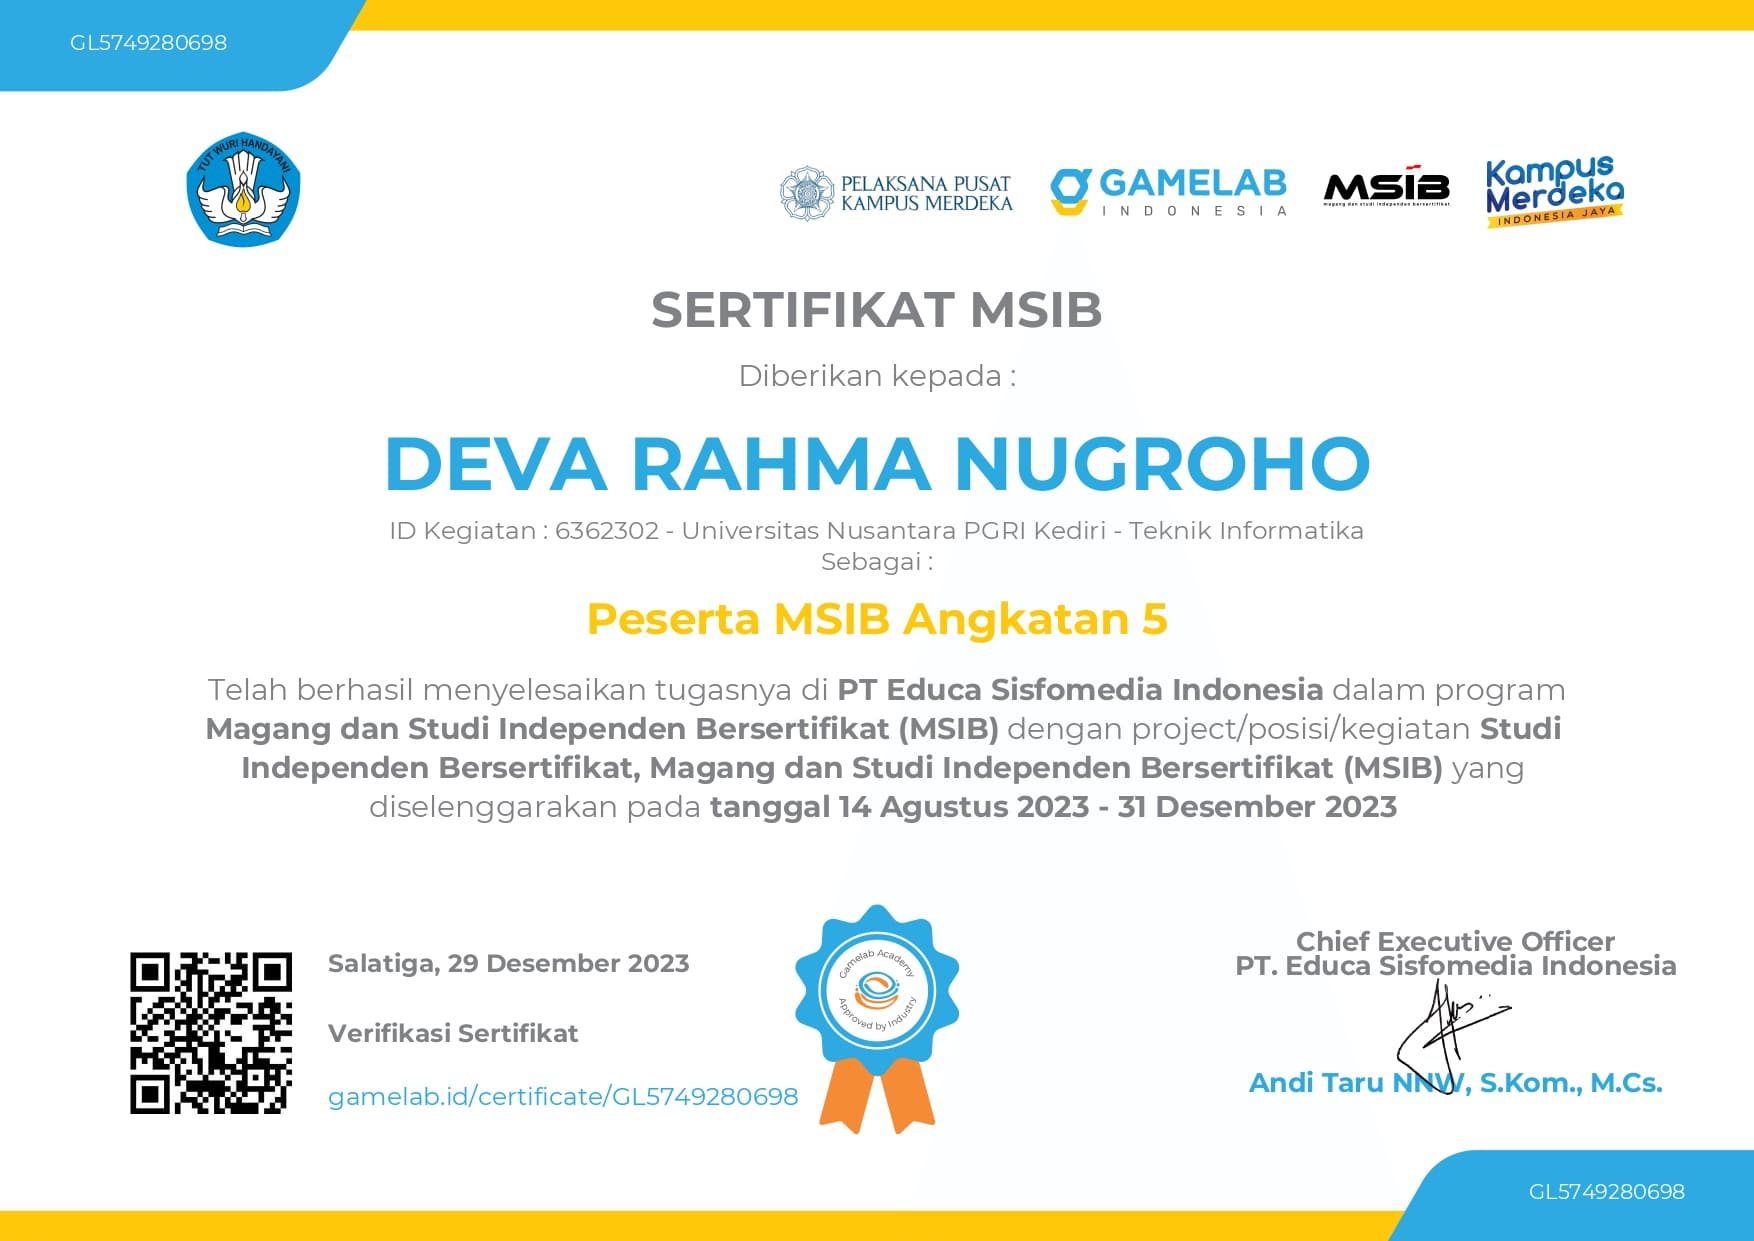 GL5749280698
TUT WURI HANDAYANI
PELAKSANA PUSAT
KAMPUS MERDEKA
GAMELAB
INDONESIA
MSIB
magang dan studi independen bersertifikat
Kampus
Merdeka
INDONESIA JAYA
SERTIFIKAT MSIB
Diberikan kepada :
DEVA RAHMA NUGROHO
ID Kegiatan : 6362302 - Universitas Nusantara PGRI Kediri - Teknik Informatika
Sebagai :
Peserta MSIB Angkatan 5
Telah berhasil menyelesaikan tugasnya di PT Educa Sisfomedia Indonesia dalam program
Magang dan Studi Independen Bersertifikat (MSIB) dengan project/posisi/kegiatan Studi
Independen Bersertifikat, Magang dan Studi Independen Bersertifikat (MSIB) yang
diselenggarakan pada tanggal 14 Agustus 2023 - 31 Desember 2023
Salatiga, 29 Desember 2023
Verifikasi Sertifikat
gamelab.id/certificate/GL5749280698
Gamelab Academy
Approved by Industry
Chief Executive Officer
PT. Educa Sisfomedia Indonesia
Andi Taru NNW, S.Kom., M.Cs.
GL5749280698